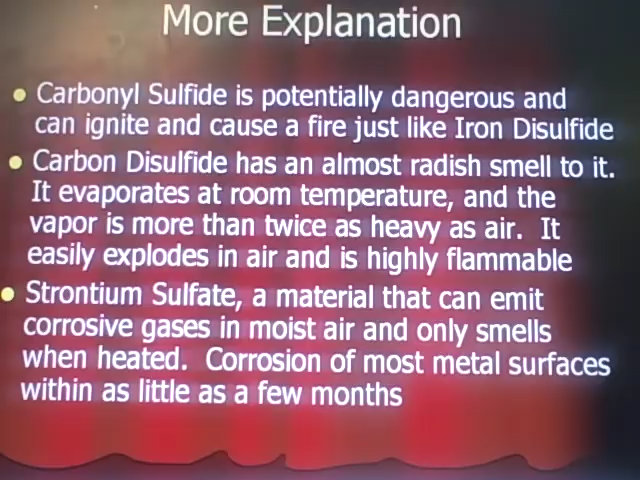 More Explanation
Carbonyl Sulfide is potentially dangerous and
can ignite and cause a fire just like Iron Disulfide
Carbon Disulfide has an almost radish smell to it.
It evaporates at room temperature, and the
vapor is more than twice as heavy as air. It
easily explodes in air and is highly flammable
Strontium Sulfate, a material that can emit
corrosive gases in moist air and only smells
when heated. Corrosion of most metal surfaces
within as little as a few months